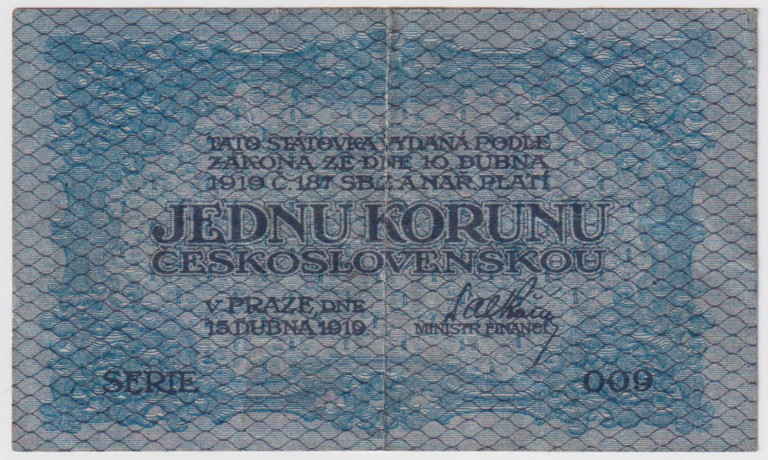 TATO STÁTOVKA VYDANÁ PODLE
ZÁKONA ZE DNE 10. DUBNA
1919 Č. 187 SB. Z. A NAŘ. PLATÍ
JEDNU KORUNU
ČESKOSLOVENSKOU
V PRAZE, DNE
15. DUBNA 1919
MINISTR FINANCÍ
SERIE 009